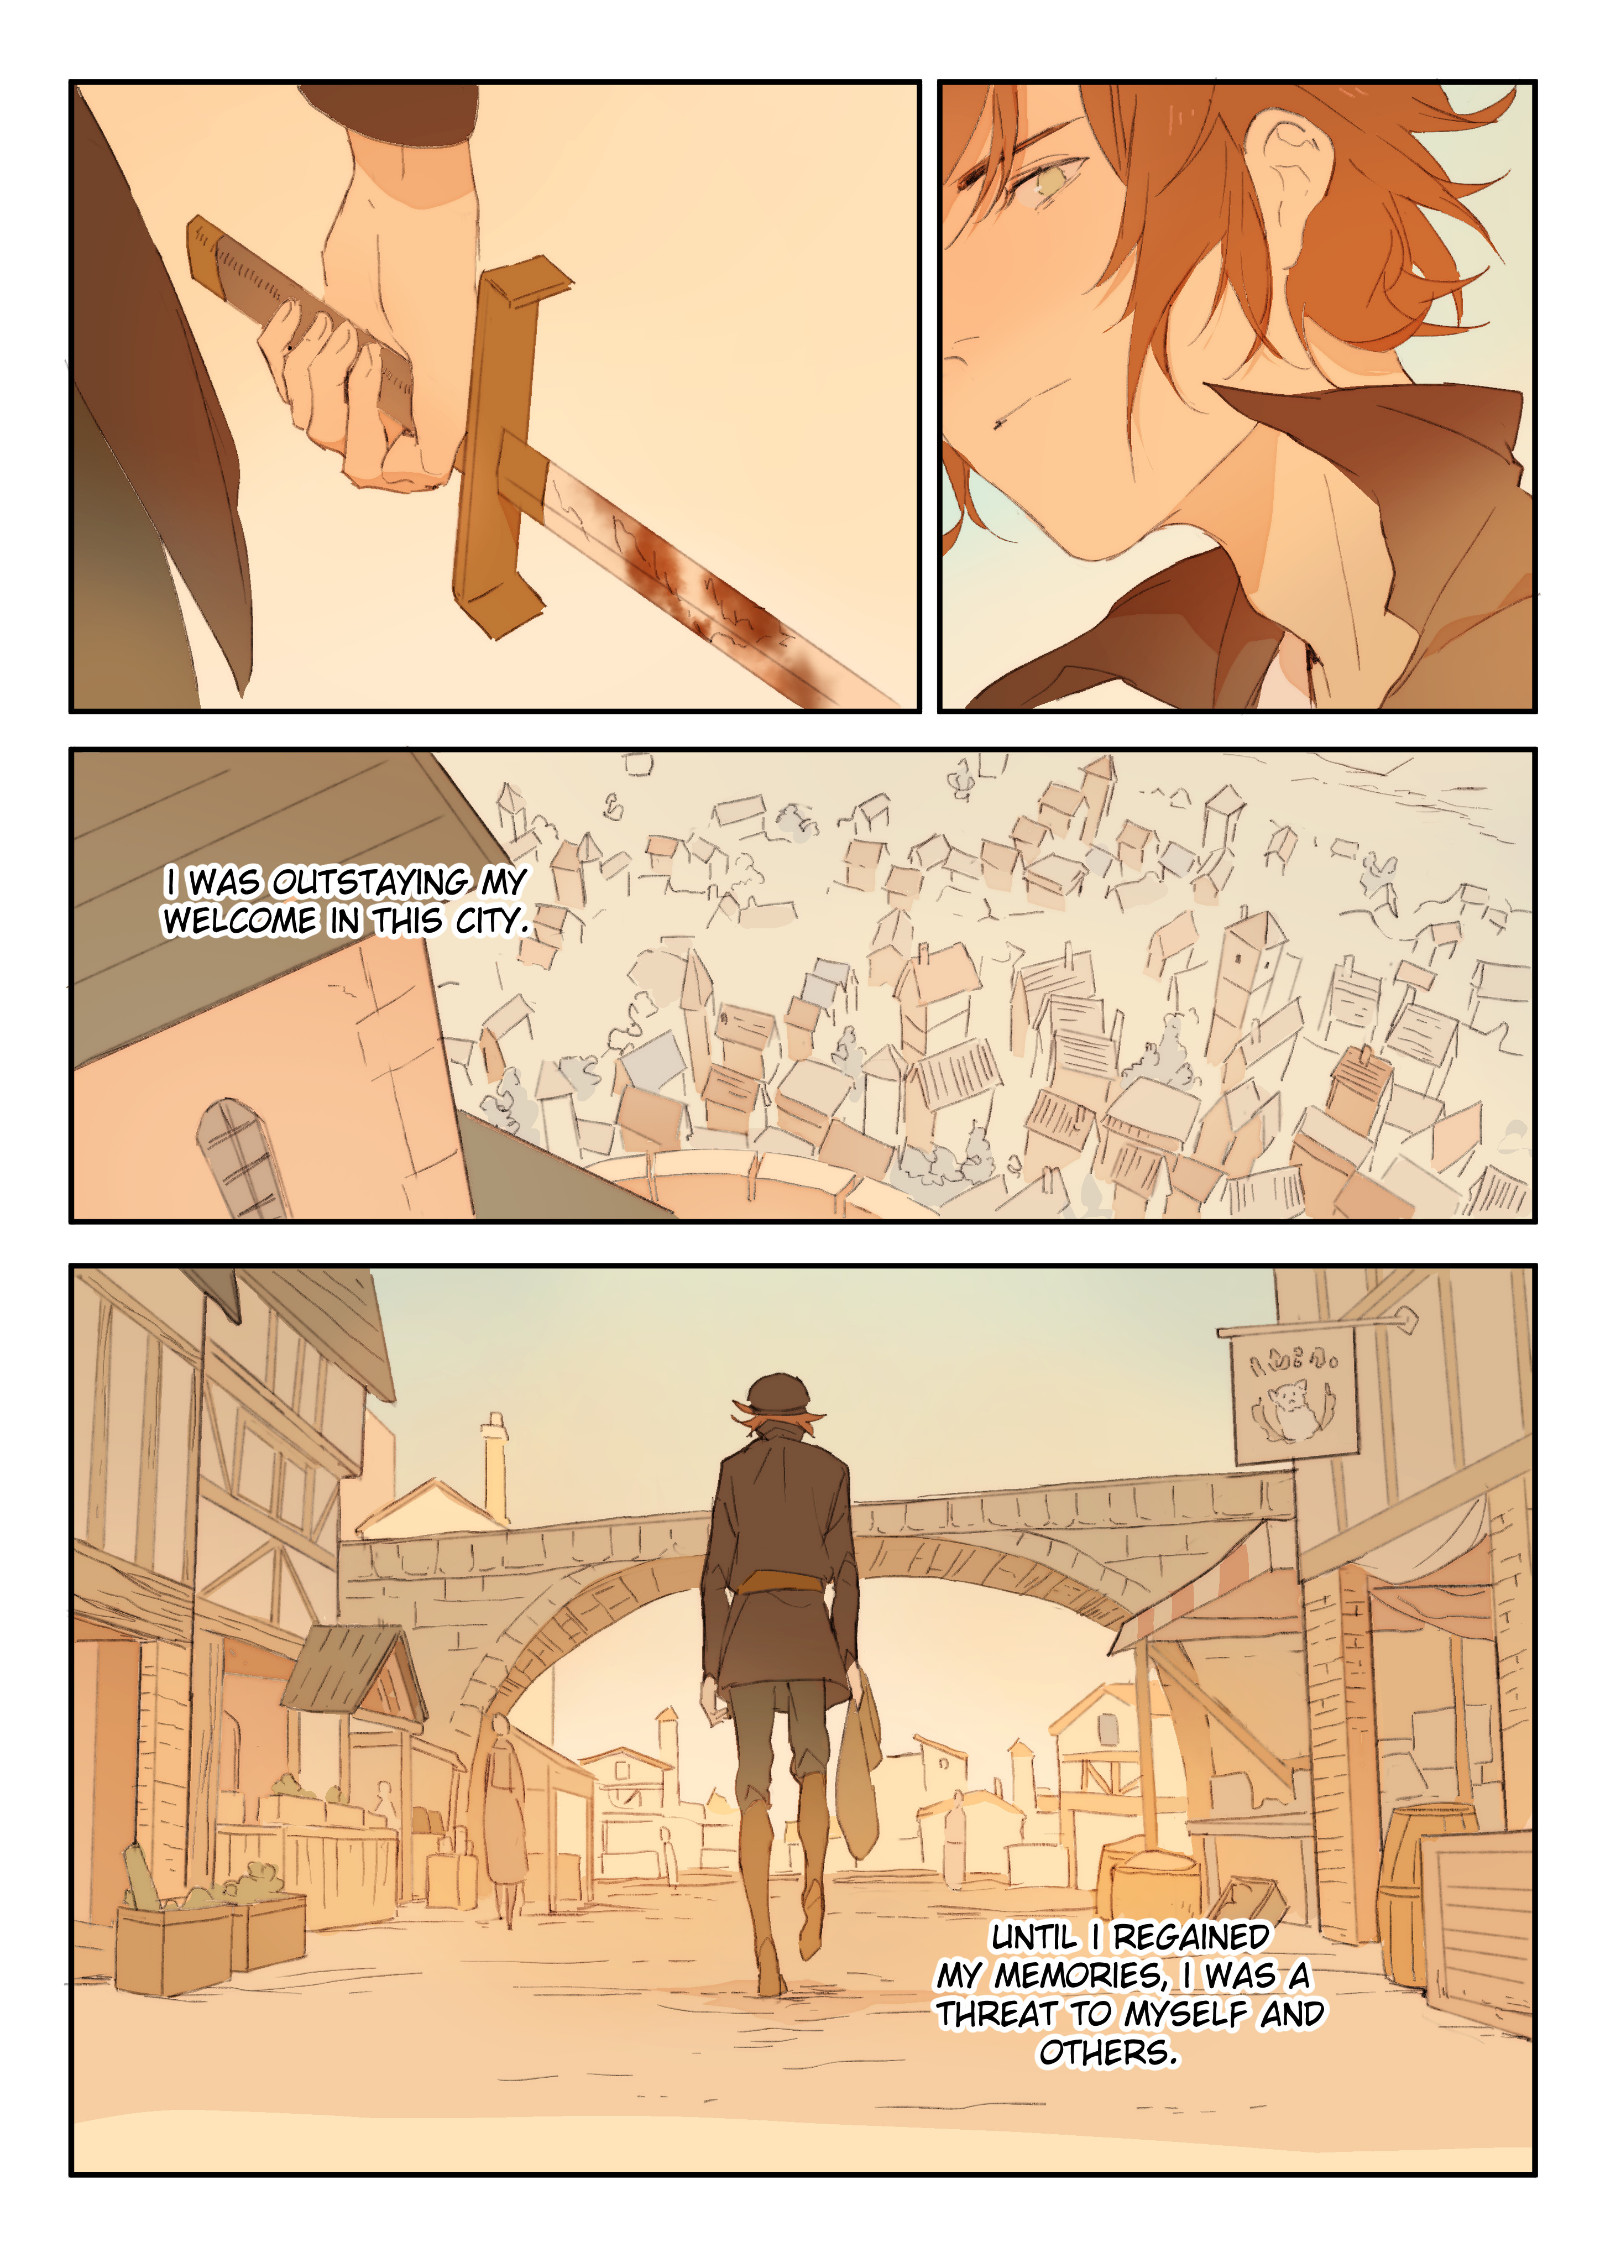 I WAS OUTSTAYING MY
WELCOME IN THIS CITY.
UNTIL I REGAINED
MY MEMORIES, I WAS A
THREAT TO MYSELF AND
OTHERS.